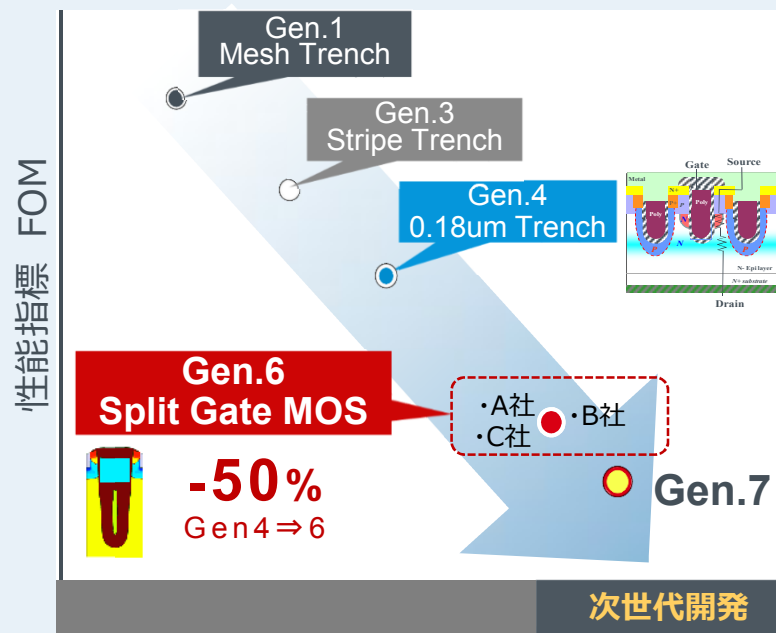 Gen.1
Mesh Trench
Gen.3
Stripe Trench
Gen.4
0.18um Trench
性能指標 FOM
Gate
Source
Metal
N+
P
Poly
Poly
Poly
N
N
P
P
N- Epi layer
N+ substrate
Drain
Gen.6
Split Gate MOS
・A社
・B社
・C社
-50%
Gen4⇒6
Gen.7
次世代開発